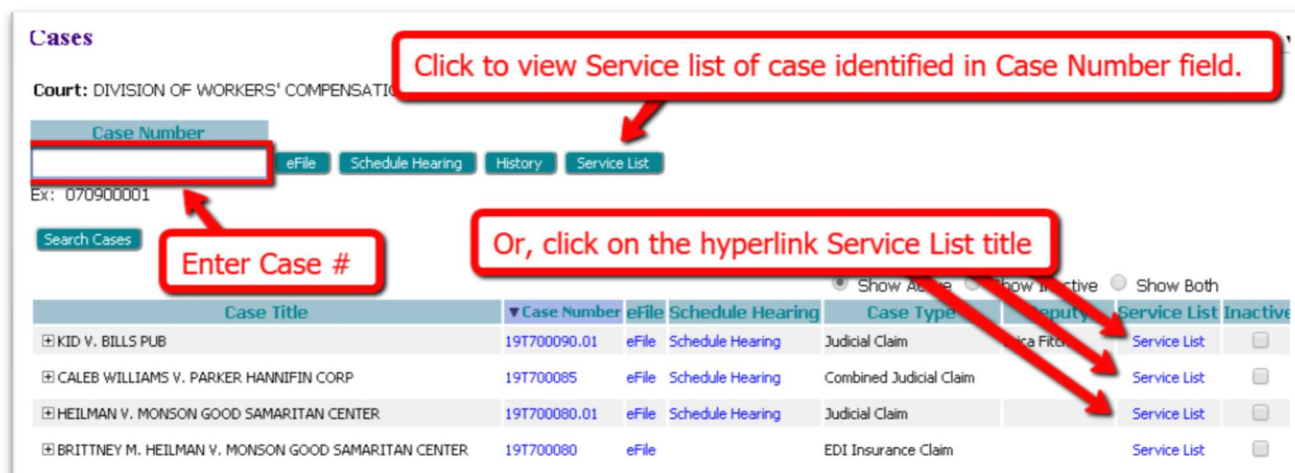 Cases
Click to view Service list of case identified in Case Number field.
Court: DIVISION OF WORKERS' COMPENSATIO
Case Number
eFile Schedule Hearing History Service List
Ex: 070900001
Search Cases
Enter Case #
Or, click on the hyperlink Service List title
Show Active Show Inactive Show Both
Case Title ▼Case Number eFile Schedule Hearing Case Type Deputy Service List Inactive
KID V. BILLS PUB 19T700090.01 eFile Schedule Hearing Judicial Claim Service List
CALEB WILLIAMS V. PARKER HANNIFIN CORP 19T700085 eFile Schedule Hearing Combined Judicial Claim Service List
HEILMAN V. MONSON GOOD SAMARITAN CENTER 19T700080.01 eFile Schedule Hearing Judicial Claim Service List
BRITTNEY M. HEILMAN V. MONSON GOOD SAMARITAN CENTER 19T700080 eFile EDI Insurance Claim Service List